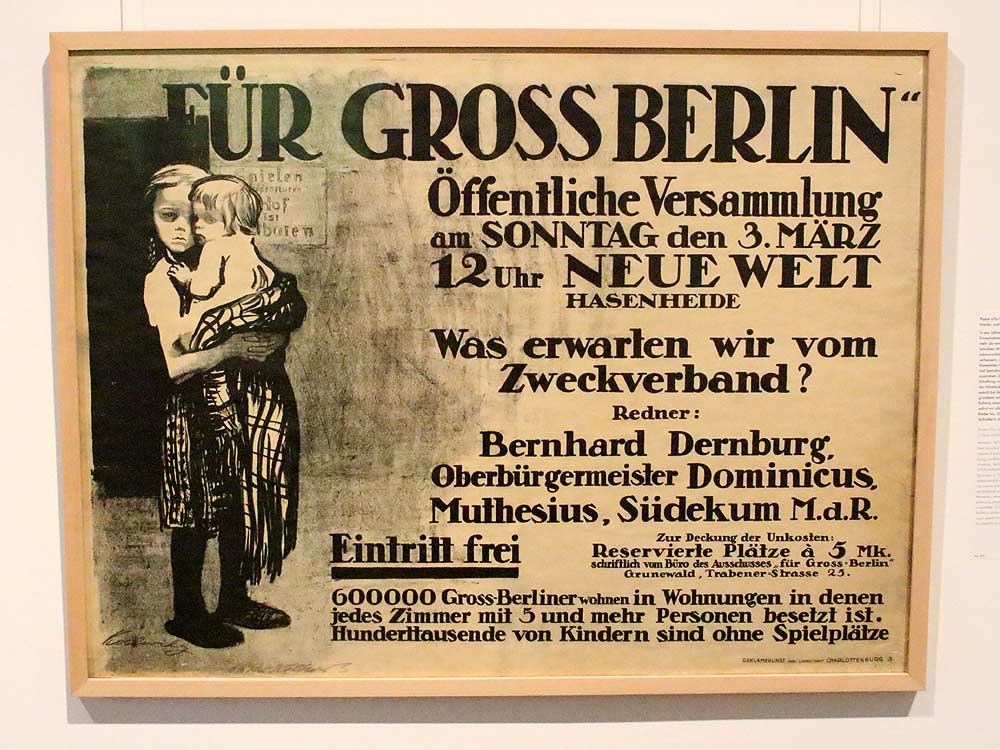 FÜR GROSS BERLIN“
Spielen
Hof
ist
boten
Öffentliche Versammlung
am SONNTAG den 3. MÄRZ
12 Uhr NEUE WELT
HASENHEIDE
Was erwarten wir vom
Zweckverband?
Redner:
Bernhard Dernburg,
Oberbürgermeister Dominicus,
Muthesius, Südekum M.d.R.
Eintritt frei
Zur Deckung der Unkosten:
Reservierte Plätze à 5 Mk.
schriftlich vom Büro des Ausschusses „für Gross-Berlin“
Grunewald, Trabener-Strasse 25.
600000 Gross-Berliner wohnen in Wohnungen in denen
jedes Zimmer mit 5 und mehr Personen besetzt ist.
Hunderttausende von Kindern sind ohne Spielplätze
REKLAMEKUNST CHARLOTTENBURG